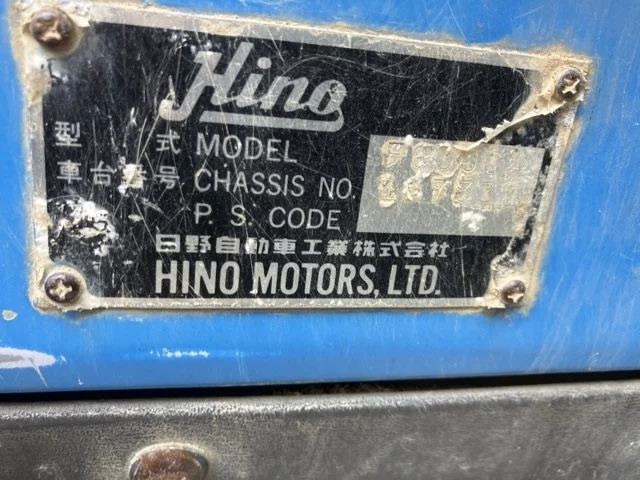 Hino
型 式 MODEL
車台番号 CHASSIS NO.
P. S. CODE
日野自動車工業株式会社
HINO MOTORS, LTD.